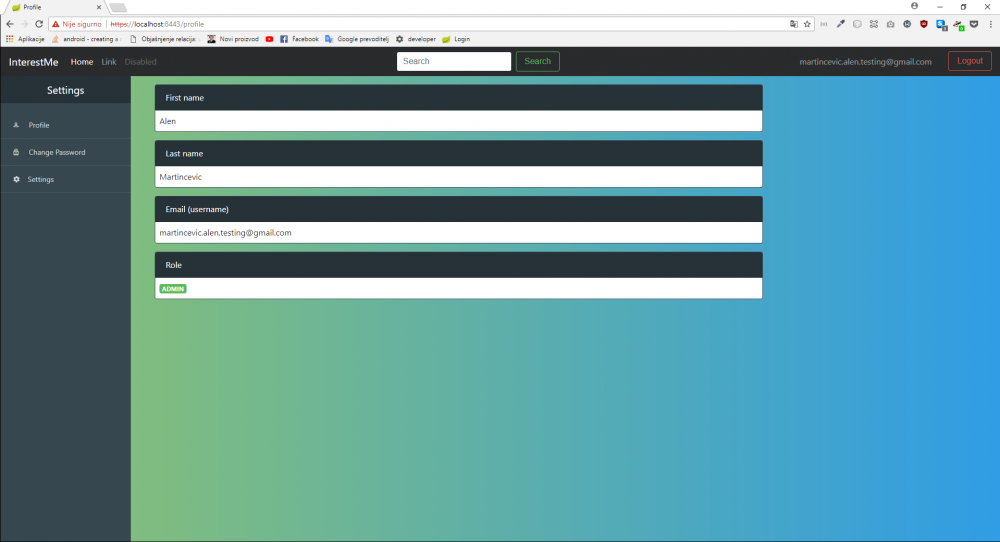 Profile
Nije sigurno https://localhost:8443/profile
Aplikacije android - creating a Objašnjenje relacija Novi proizvod Facebook Google prevoditelj developer Login
InterestMe Home Link Disabled Search Search martincevic.alen.testing@gmail.com Logout
Settings
Profile
Change Password
Settings
First name
Alen
Last name
Martincevic
Email (username)
martincevic.alen.testing@gmail.com
Role
ADMIN